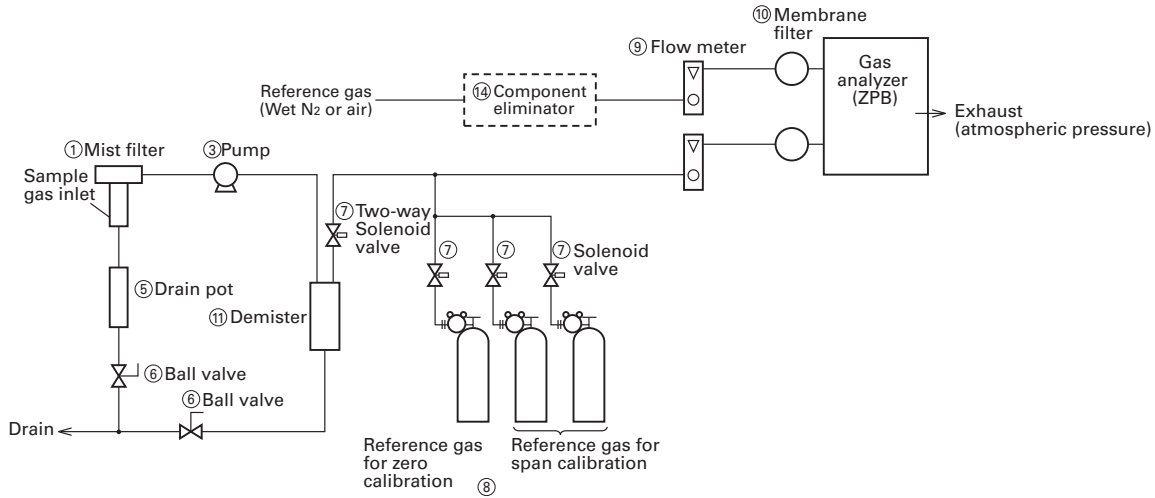 ⑩Membrane
filter
⑨Flow meter
Gas
analyzer
(ZPB)
Reference gas
(Wet N2 or air)
⑭Component
eliminator
Exhaust
(atmospheric pressure)
①Mist filter
③Pump
Sample
gas inlet
⑦Two-way
Solenoid
valve
⑦
⑦
⑦Solenoid
valve
⑤Drain pot
⑪Demister
⑥Ball valve
⑥Ball valve
Drain
Reference gas
for zero
calibration
⑧
Reference gas for
span calibration